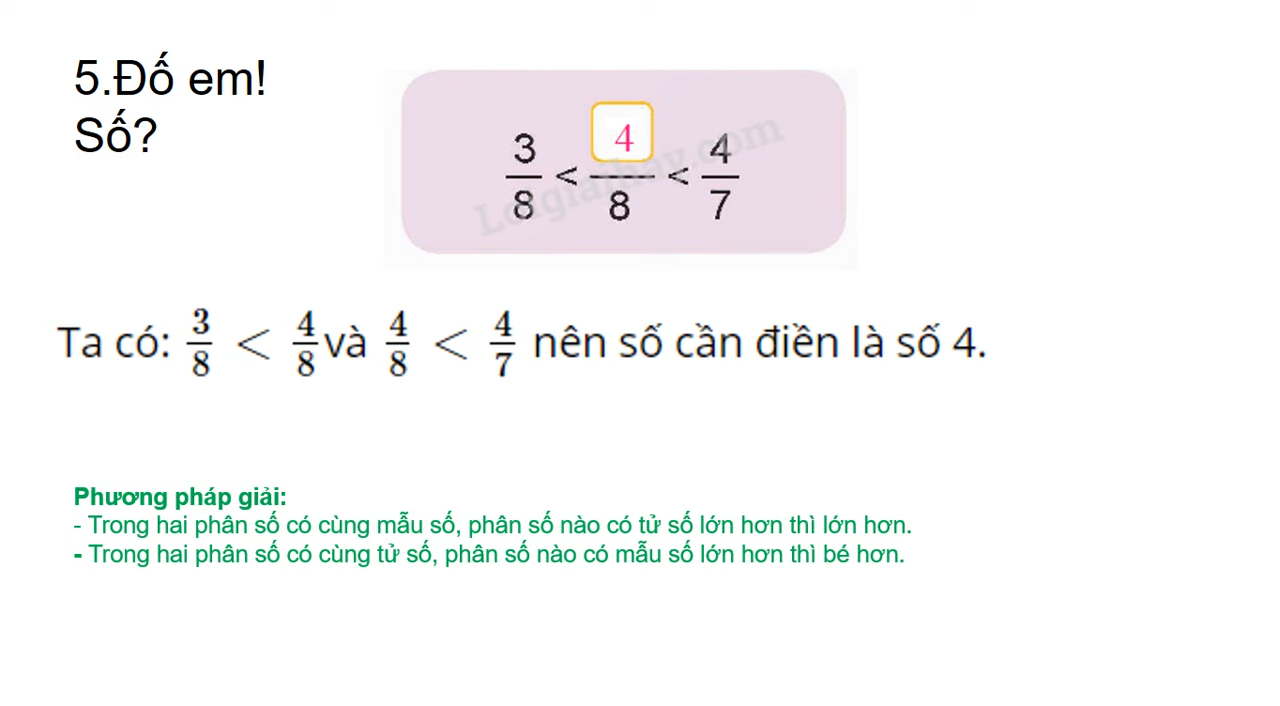 5.Đố em!
Số?
3/8 < 4/8 < 4/7
Loigiaihay.com
Ta có: 3/8 < 4/8 và 4/8 < 4/7 nên số cần điền là số 4.
Phương pháp giải:
- Trong hai phân số có cùng mẫu số, phân số nào có tử số lớn hơn thì lớn hơn.
- Trong hai phân số có cùng tử số, phân số nào có mẫu số lớn hơn thì bé hơn.